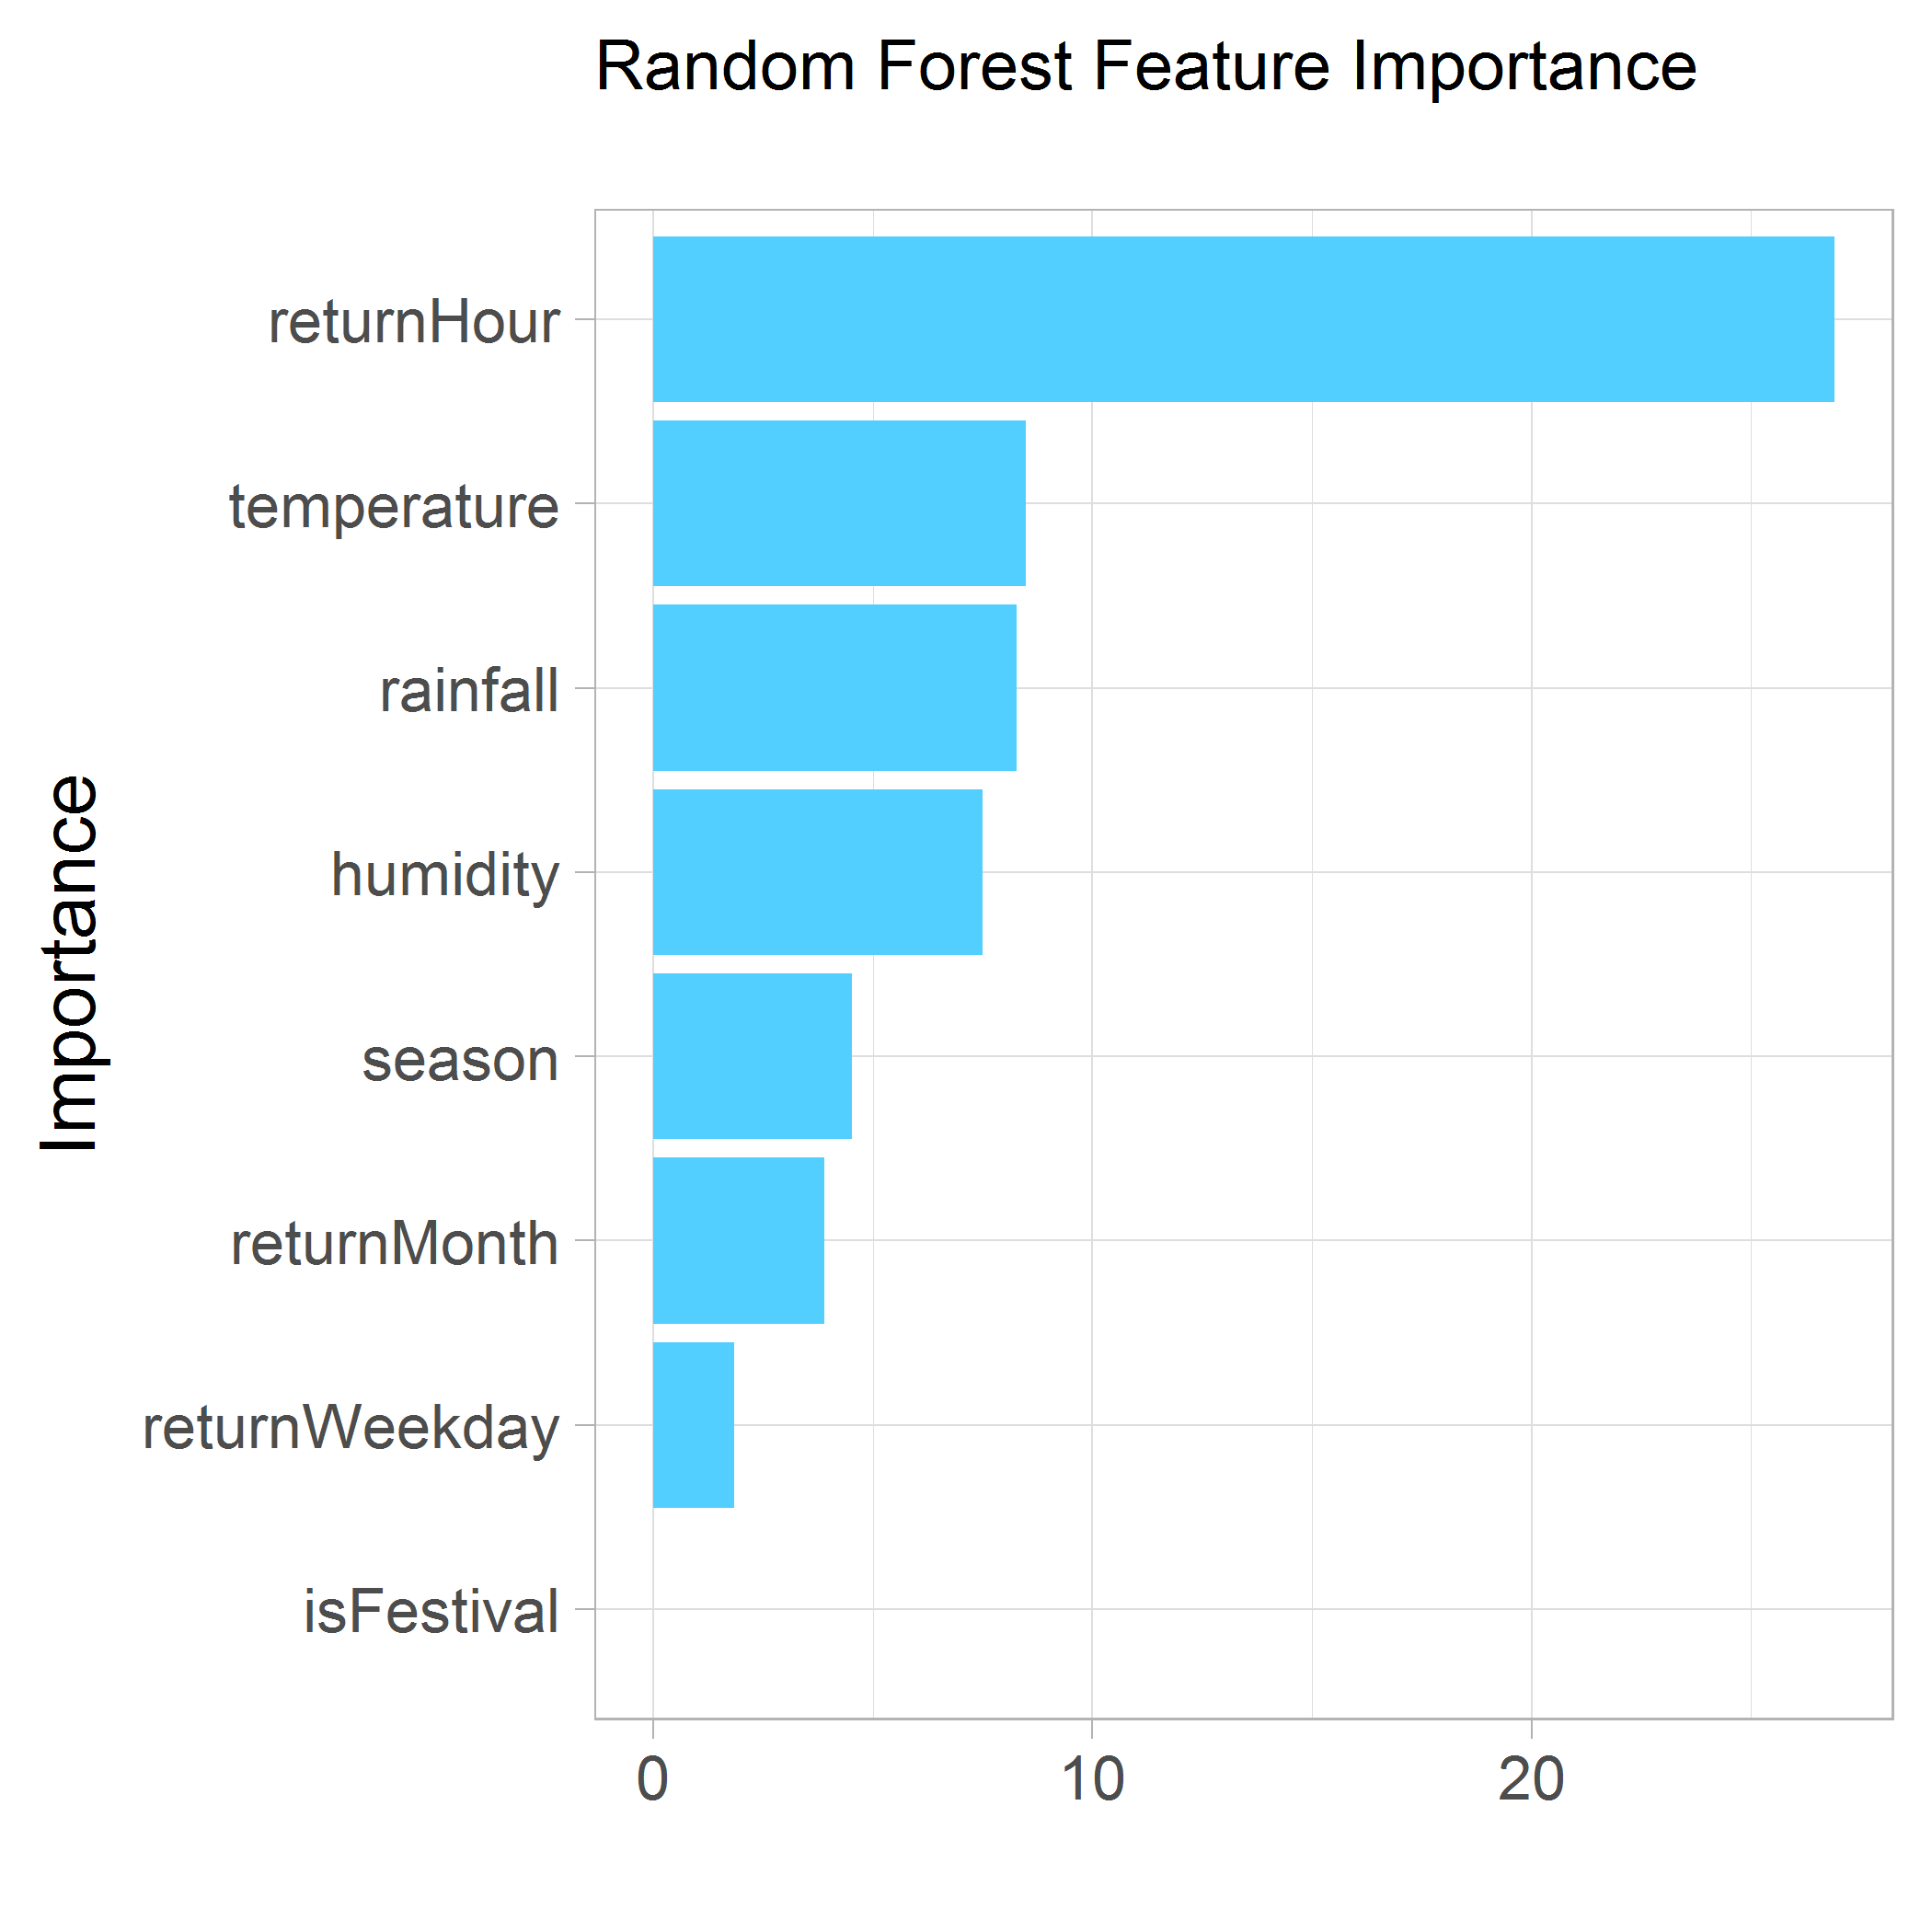 Random Forest Feature Importance
Importance
returnHour
temperature
rainfall
humidity
season
returnMonth
returnWeekday
isFestival
0 10 20